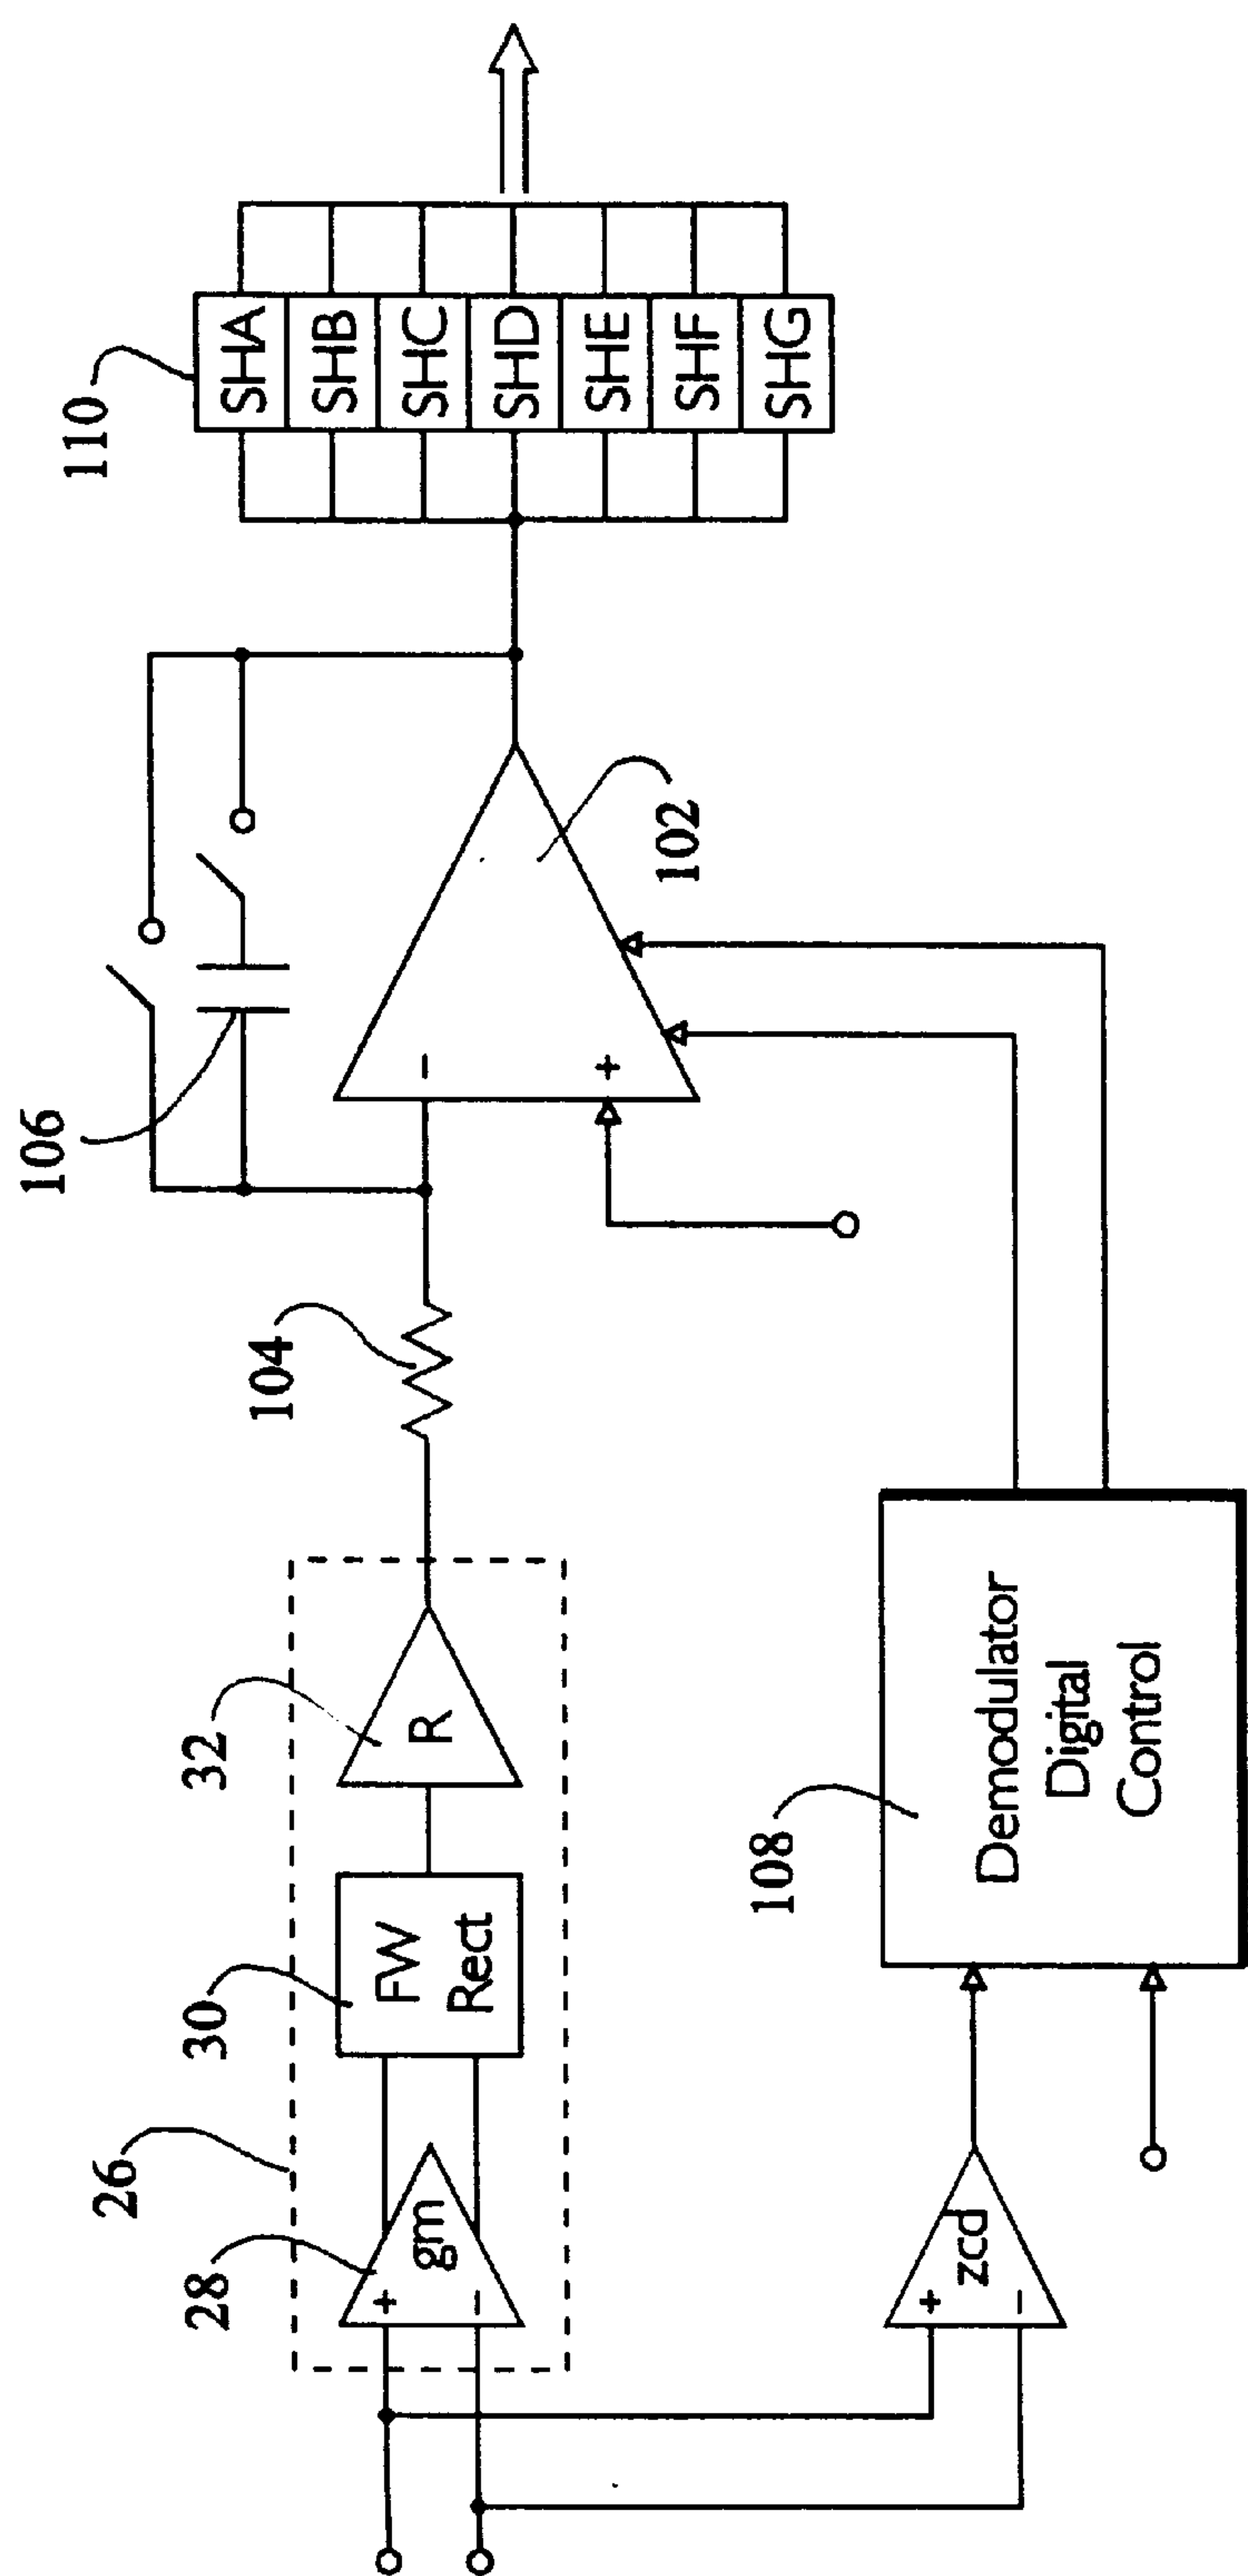 110
SHA
SHB
SHC
SHD
SHE
SHF
SHG
106
102
104
-
+
26
28
30
32
+
-
gm
FW
Rect
R
108
+
-
zcd
Demodulator
Digital
Control